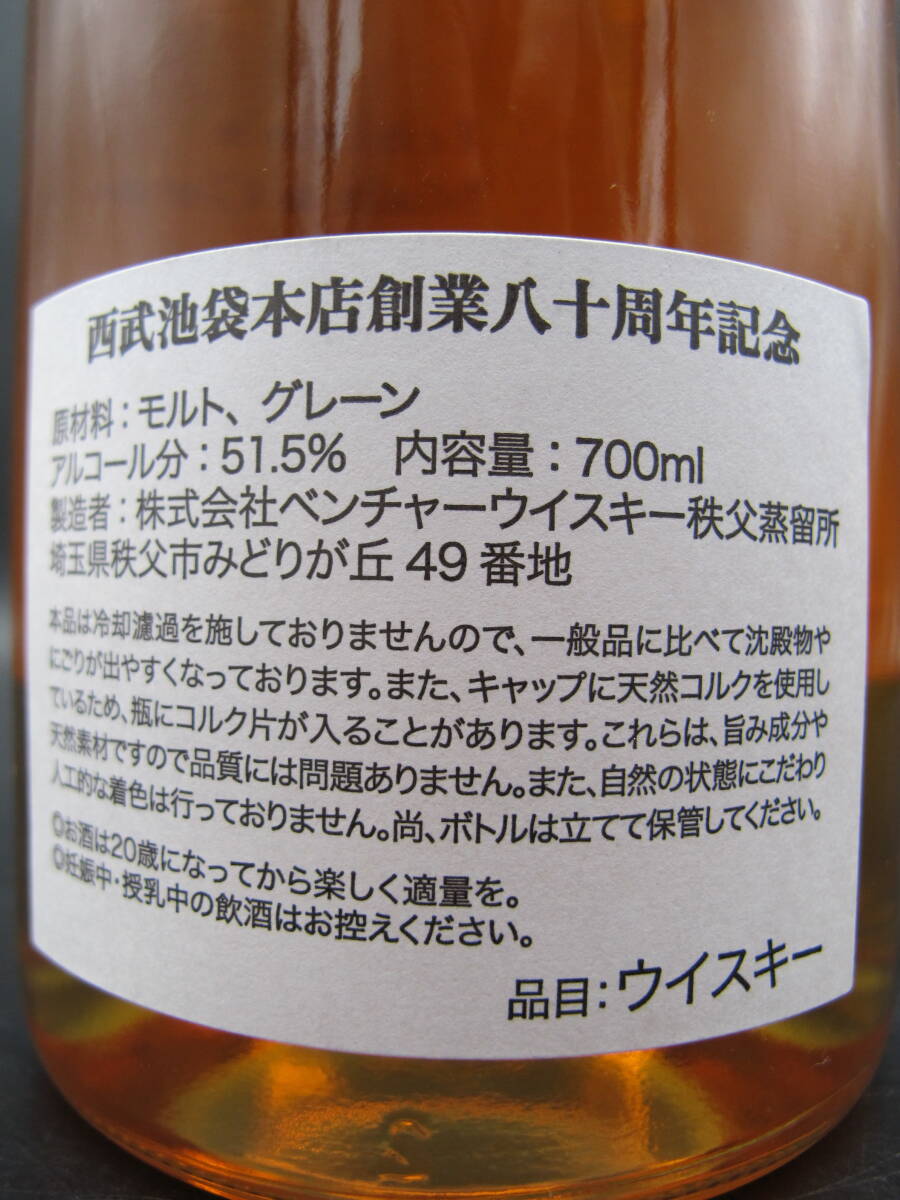 西武池袋本店創業八十周年記念
原材料：モルト、グレーン
アルコール分：51.5%　内容量：700ml
製造者：株式会社ベンチャーウイスキー秩父蒸留所
埼玉県秩父市みどりが丘 49 番地
本品は冷却濾過を施しておりませんので、一般品に比べて沈殿物や
にごりが出やすくなっております。また、キャップに天然コルクを使用し
ているため、瓶にコルク片が入ることがあります。これらは、旨み成分や
天然素材ですので品質には問題ありません。また、自然の状態にこだわり
人工的な着色は行っておりません。尚、ボトルは立てて保管してください。
◎お酒は20歳になってから楽しく適量を。
◎妊娠中・授乳中の飲酒はお控えください。
品目：ウイスキー